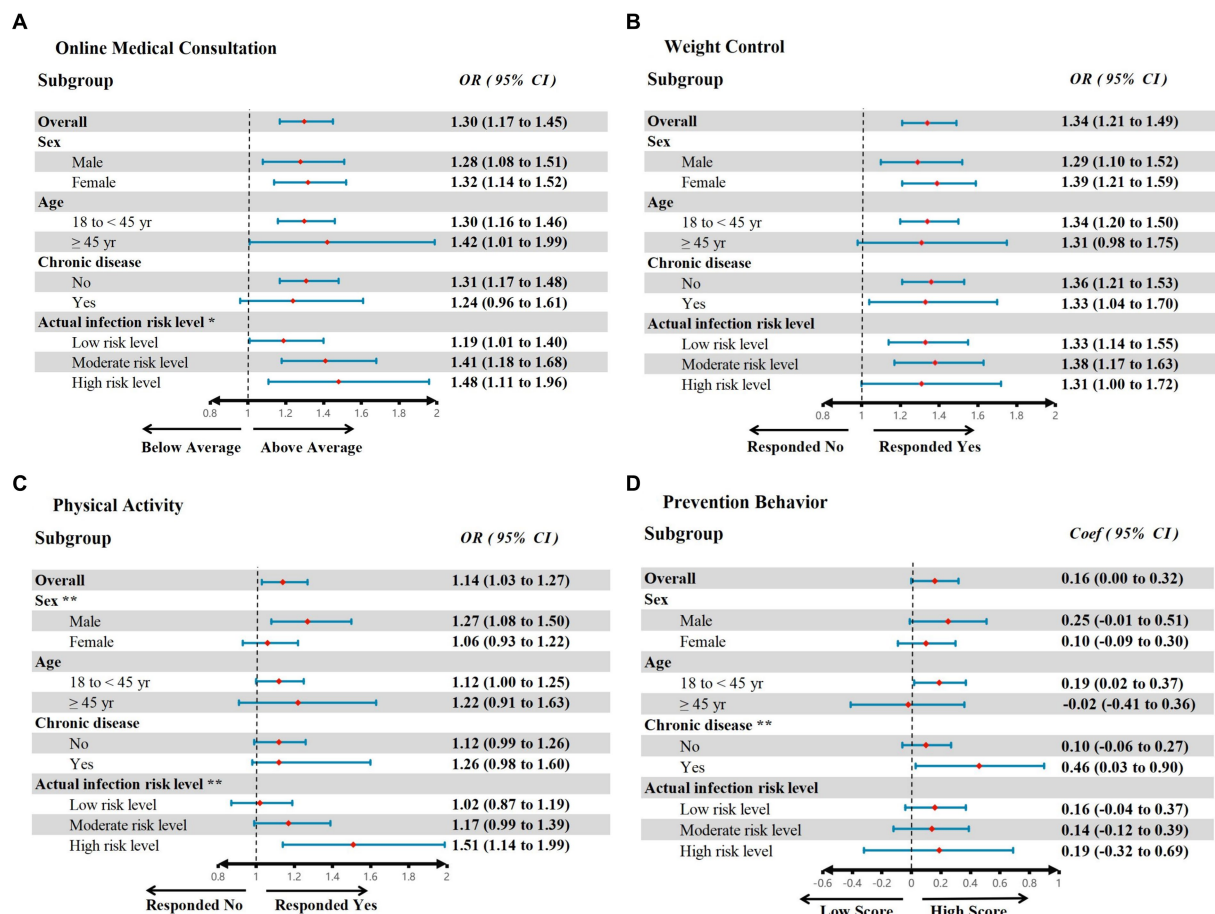 A
Online Medical Consultation
Subgroup OR ( 95% CI )
Overall 1.30 (1.17 to 1.45)
Sex
Male 1.28 (1.08 to 1.51)
Female 1.32 (1.14 to 1.52)
Age
18 to < 45 yr 1.30 (1.16 to 1.46)
≥ 45 yr 1.42 (1.01 to 1.99)
Chronic disease
No 1.31 (1.17 to 1.48)
Yes 1.24 (0.96 to 1.61)
Actual infection risk level *
Low risk level 1.19 (1.01 to 1.40)
Moderate risk level 1.41 (1.18 to 1.68)
High risk level 1.48 (1.11 to 1.96)
0.8 1 1.2 1.4 1.6 1.8 2
Below Average Above Average
B
Weight Control
Subgroup OR ( 95% CI )
Overall 1.34 (1.21 to 1.49)
Sex
Male 1.29 (1.10 to 1.52)
Female 1.39 (1.21 to 1.59)
Age
18 to < 45 yr 1.34 (1.20 to 1.50)
≥ 45 yr 1.31 (0.98 to 1.75)
Chronic disease
No 1.36 (1.21 to 1.53)
Yes 1.33 (1.04 to 1.70)
Actual infection risk level
Low risk level 1.33 (1.14 to 1.55)
Moderate risk level 1.38 (1.17 to 1.63)
High risk level 1.31 (1.00 to 1.72)
0.8 1 1.2 1.4 1.6 1.8 2
Responded No Responded Yes
C
Physical Activity
Subgroup OR ( 95% CI )
Overall 1.14 (1.03 to 1.27)
Sex **
Male 1.27 (1.08 to 1.50)
Female 1.06 (0.93 to 1.22)
Age
18 to < 45 yr 1.12 (1.00 to 1.25)
≥ 45 yr 1.22 (0.91 to 1.63)
Chronic disease
No 1.12 (0.99 to 1.26)
Yes 1.26 (0.98 to 1.60)
Actual infection risk level **
Low risk level 1.02 (0.87 to 1.19)
Moderate risk level 1.17 (0.99 to 1.39)
High risk level 1.51 (1.14 to 1.99)
0.8 1 1.2 1.4 1.6 1.8 2
Responded No Responded Yes
D
Prevention Behavior
Subgroup Coef ( 95% CI )
Overall 0.16 (0.00 to 0.32)
Sex
Male 0.25 (-0.01 to 0.51)
Female 0.10 (-0.09 to 0.30)
Age
18 to < 45 yr 0.19 (0.02 to 0.37)
≥ 45 yr -0.02 (-0.41 to 0.36)
Chronic disease **
No 0.10 (-0.06 to 0.27)
Yes 0.46 (0.03 to 0.90)
Actual infection risk level
Low risk level 0.16 (-0.04 to 0.37)
Moderate risk level 0.14 (-0.12 to 0.39)
High risk level 0.19 (-0.32 to 0.69)
-0.6 -0.4 -0.2 0 0.2 0.4 0.6 0.8 1
Low Score High Score